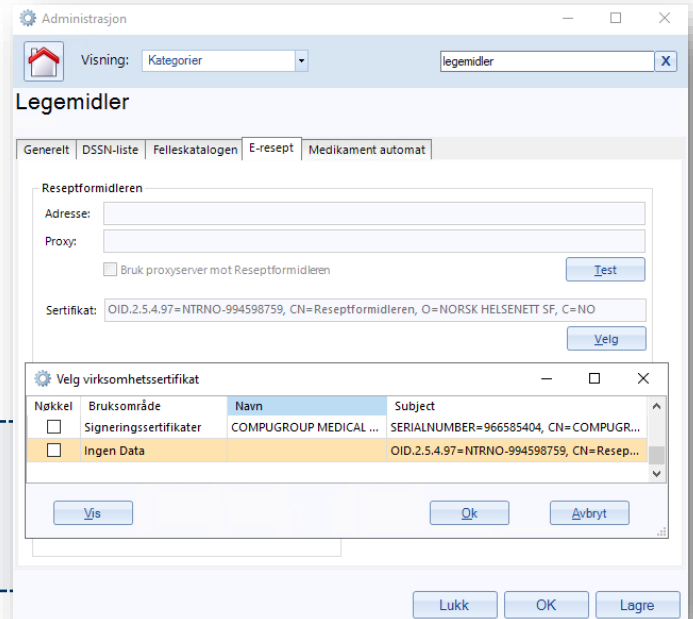 Administrasjon
Visning: Kategorier legemidler X
Legemidler
Generelt DSSN-liste Felleskatalogen E-resept Medikament automat
Reseptformidleren
Adresse:
Proxy:
Bruk proxyserver mot Reseptformidleren Test
Sertifikat: OID.2.5.4.97=NTRNO-994598759, CN=Reseptformidleren, O=NORSK HELSENETT SF, C=NO
Velg
Velg virksomhetssertifikat
Nøkkel Bruksområde Navn Subject
Signeringssertifikater COMPUGROUP MEDICAL ... SERIALNUMBER=966585404, CN=COMPUGR...
Ingen Data OID.2.5.4.97=NTRNO-994598759, CN=Resep...
Vis Ok Avbryt
Lukk OK Lagre